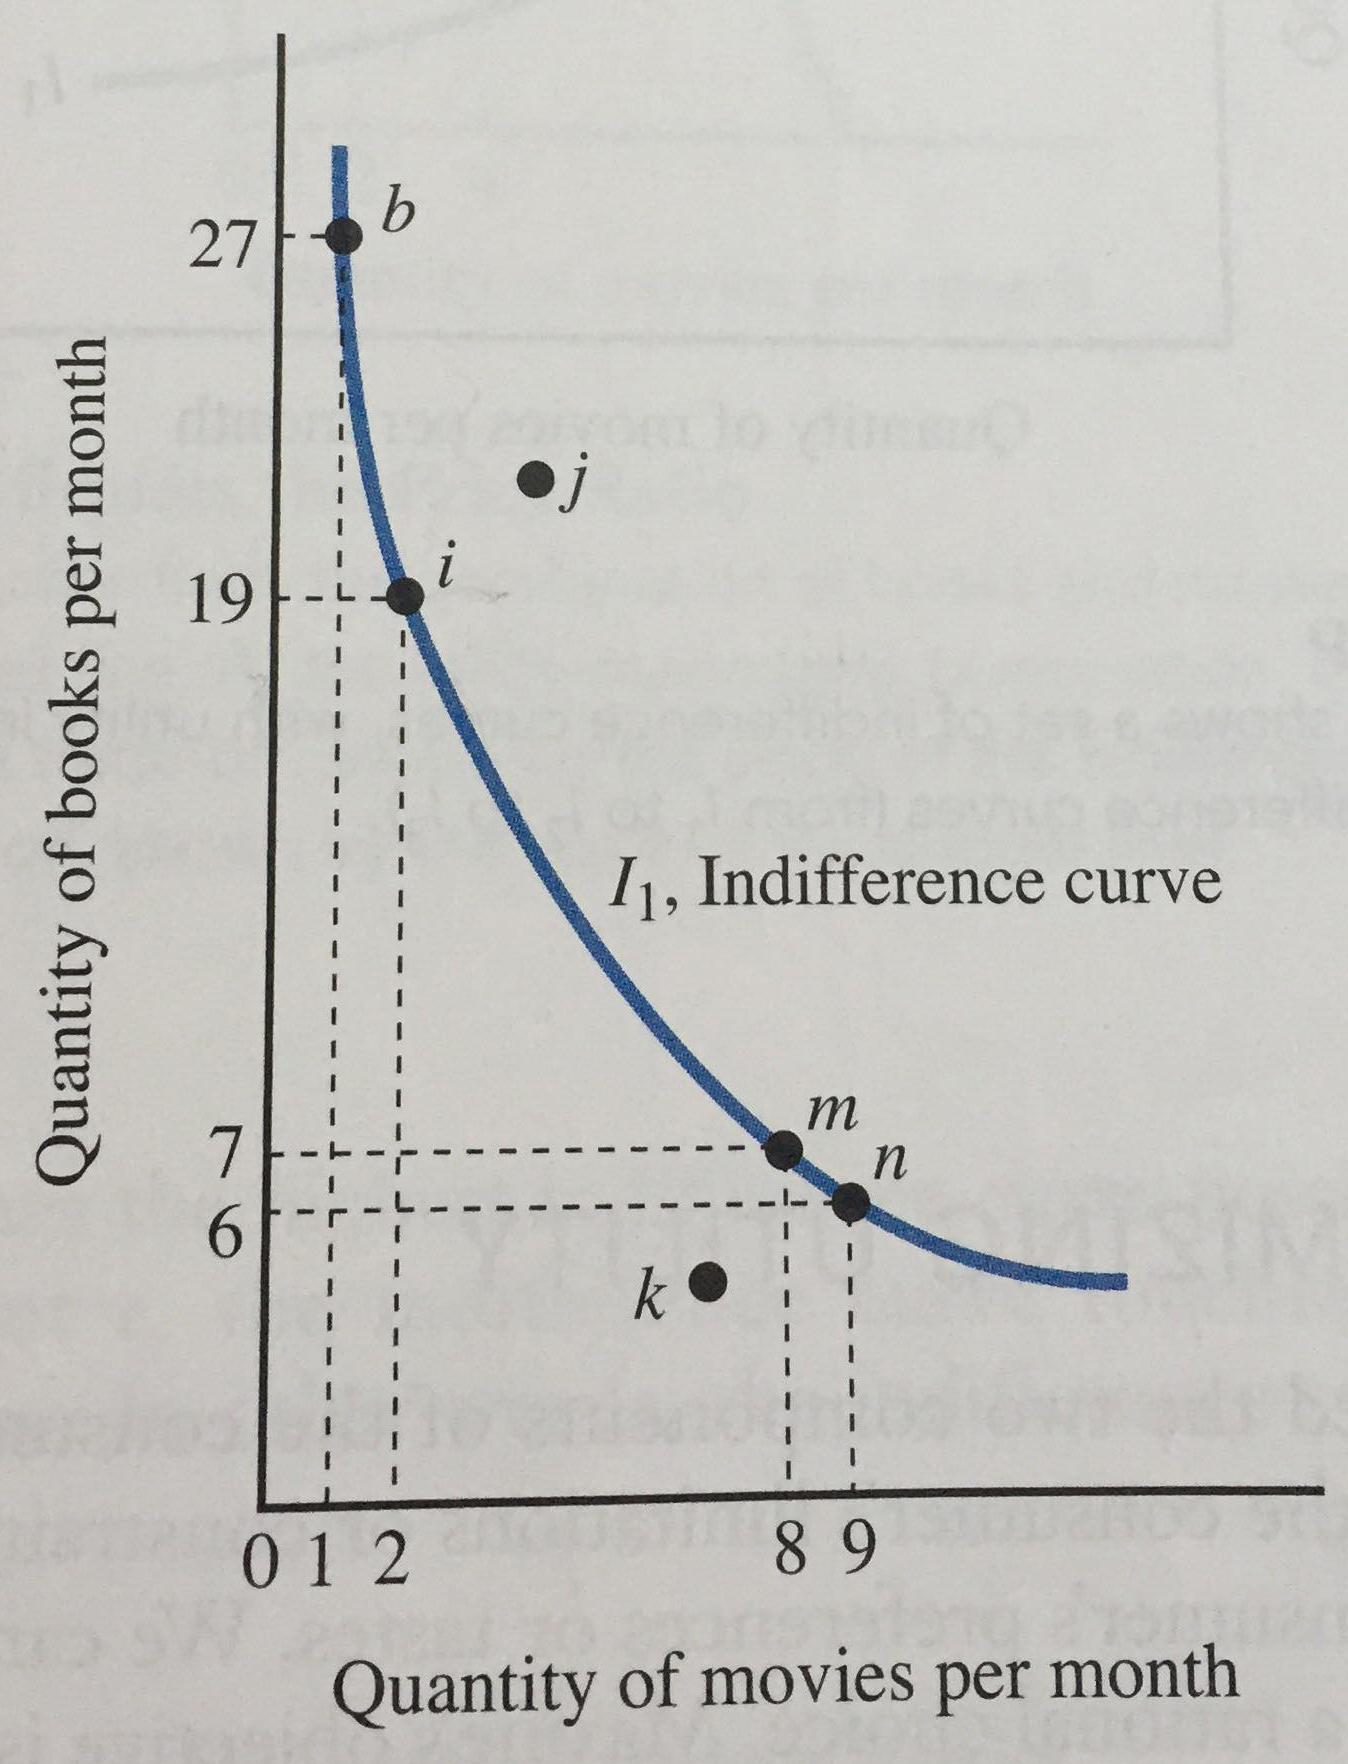 27
b
j
19
i
Quantity of books per month
I₁, Indifference curve
m
7
n
6
k
0 1 2 8 9
Quantity of movies per month